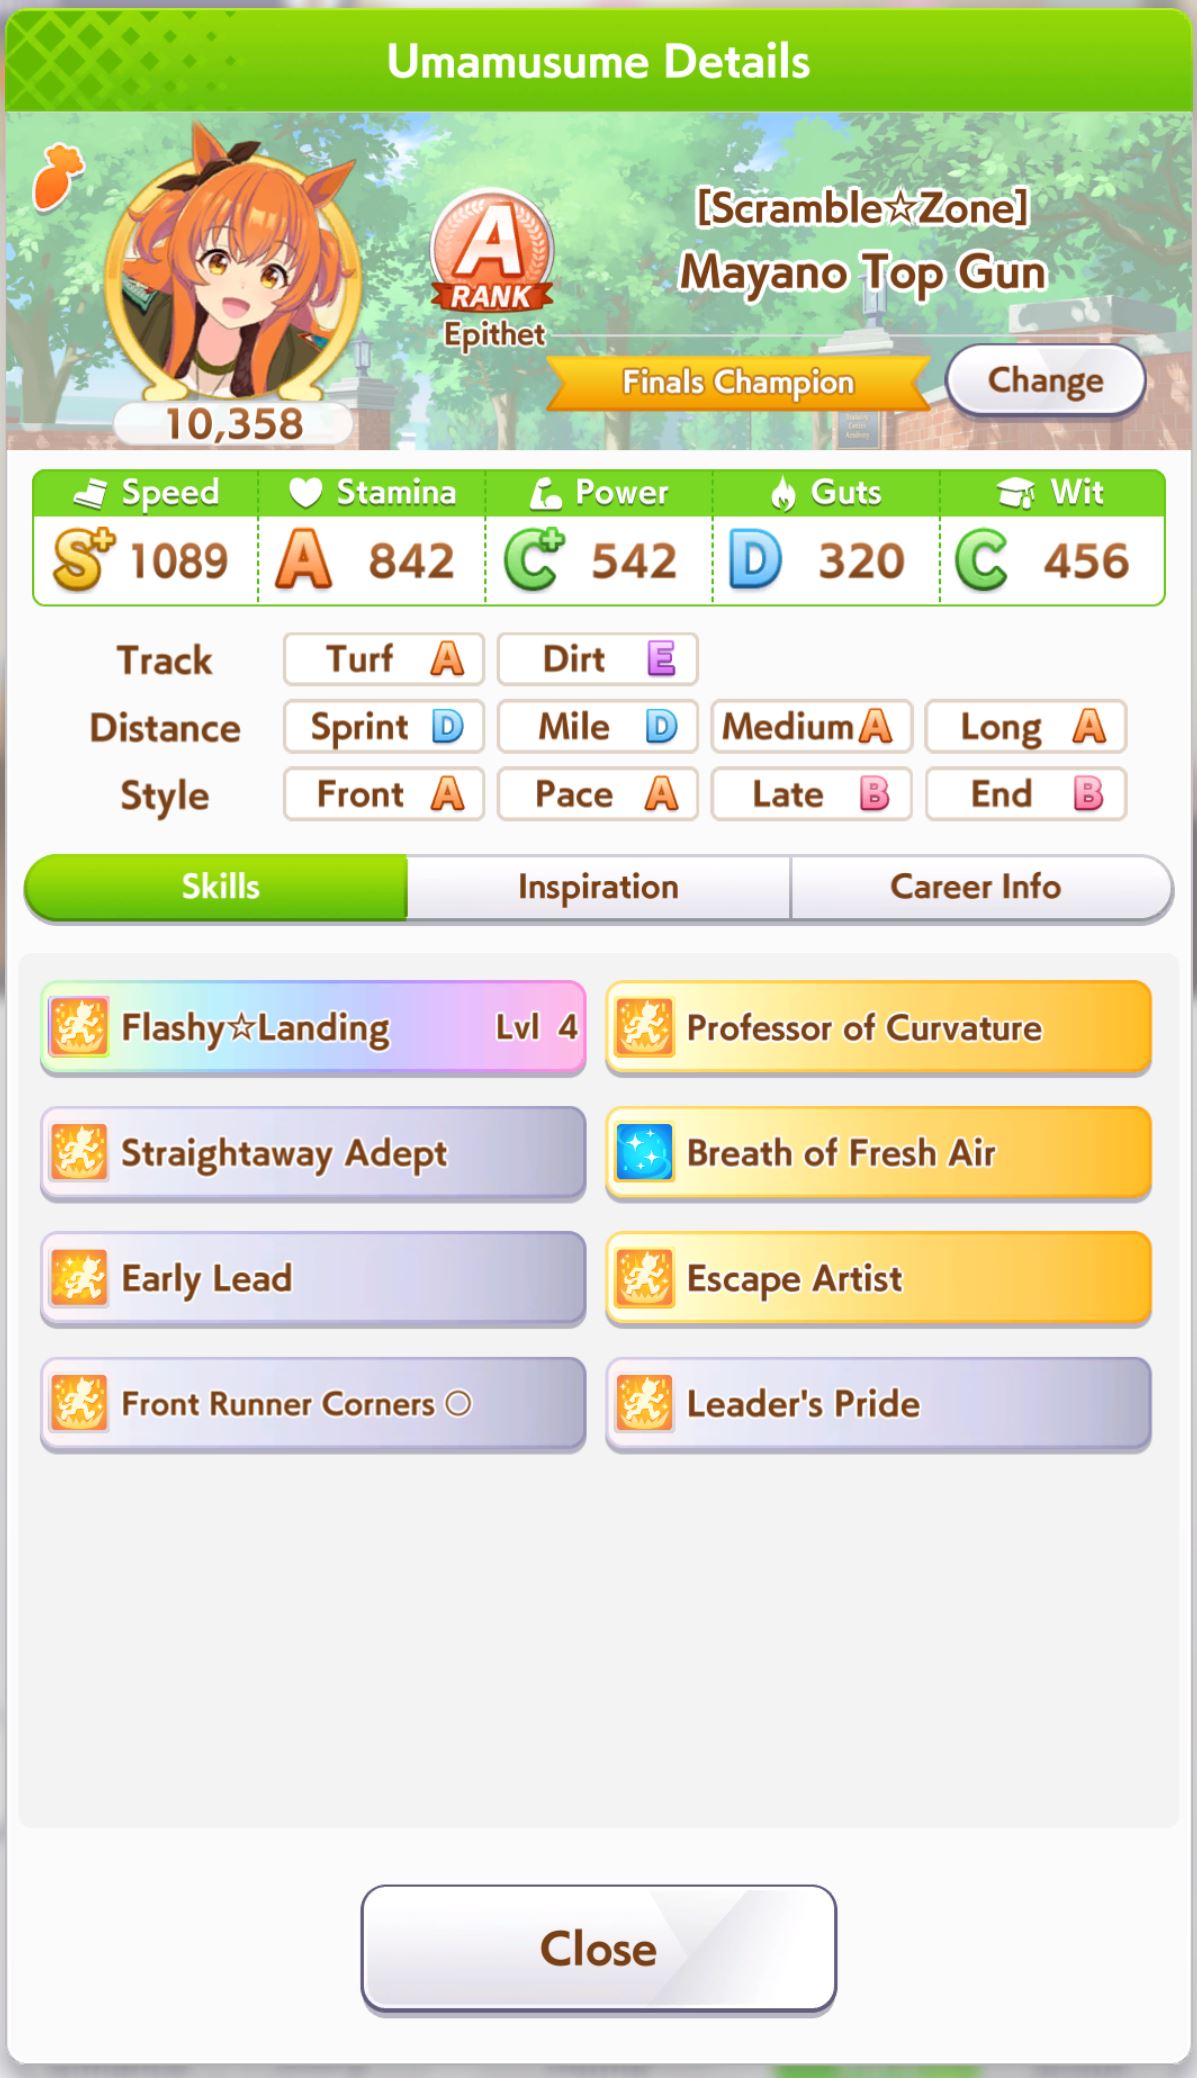 Umamusume Details
A
RANK
Epithet
[Scramble☆Zone]
Mayano Top Gun
Finals Champion
Change
10,358
Speed Stamina Power Guts Wit
S+ 1089 A 842 C+ 542 D 320 C 456
Track Turf A Dirt E
Distance Sprint D Mile D Medium A Long A
Style Front A Pace A Late B End B
Skills Inspiration Career Info
Flashy☆Landing Lvl 4 Professor of Curvature
Straightaway Adept Breath of Fresh Air
Early Lead Escape Artist
Front Runner Corners ○ Leader's Pride
Close